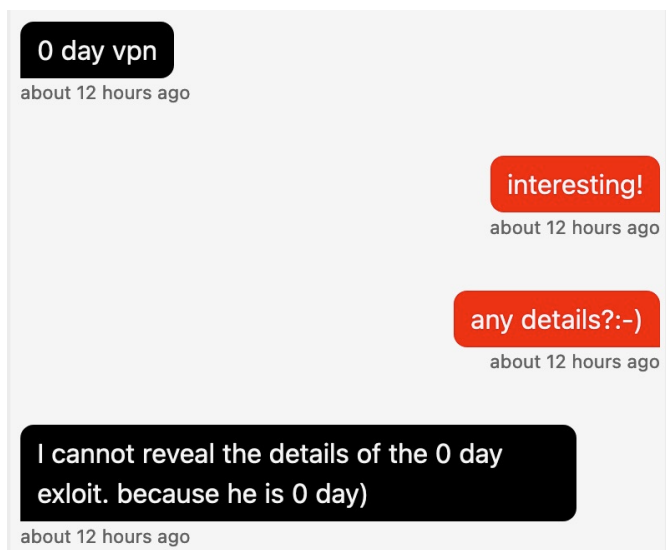 0 day vpn
about 12 hours ago
interesting!
about 12 hours ago
any details?:-)
about 12 hours ago
I cannot reveal the details of the 0 day
exloit. because he is 0 day)
about 12 hours ago